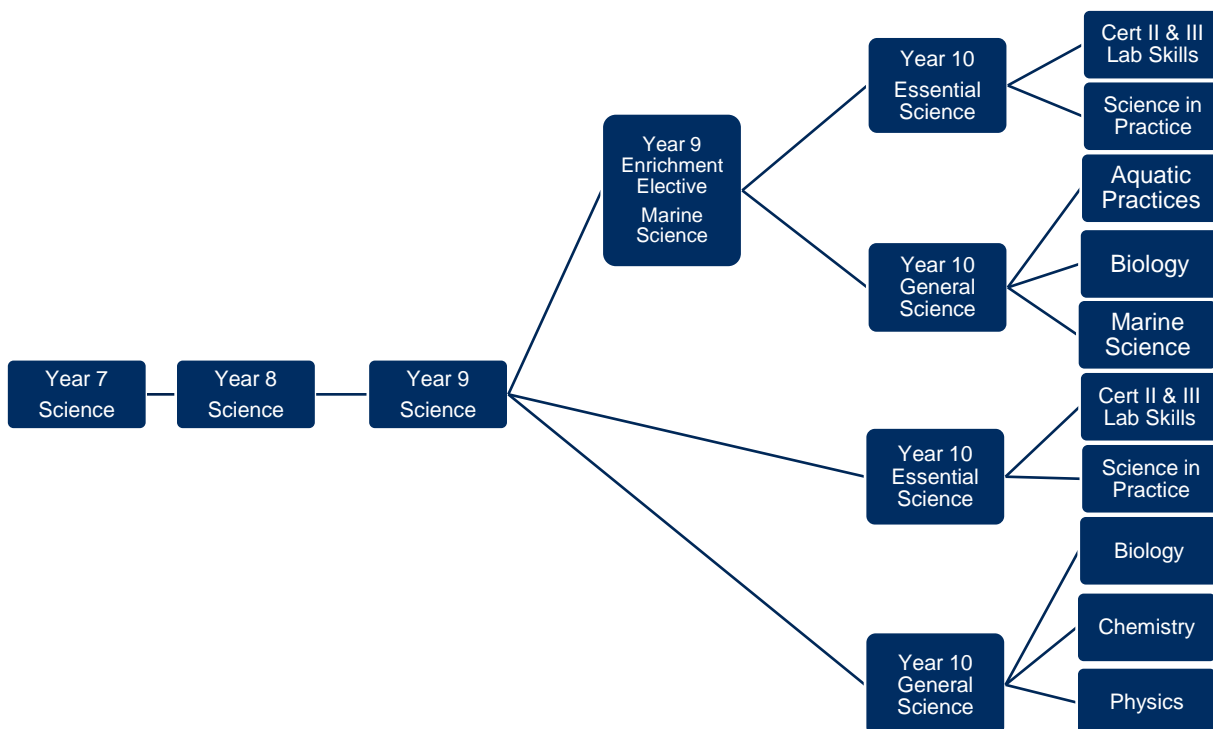 Year 7
Science
Year 8
Science
Year 9
Science
Year 9
Enrichment
Elective
Marine
Science
Year 10
Essential
Science
Cert II & III
Lab Skills
Science in
Practice
Year 10
General
Science
Aquatic
Practices
Biology
Marine
Science
Year 10
Essential
Science
Cert II & III
Lab Skills
Science in
Practice
Year 10
General
Science
Biology
Chemistry
Physics